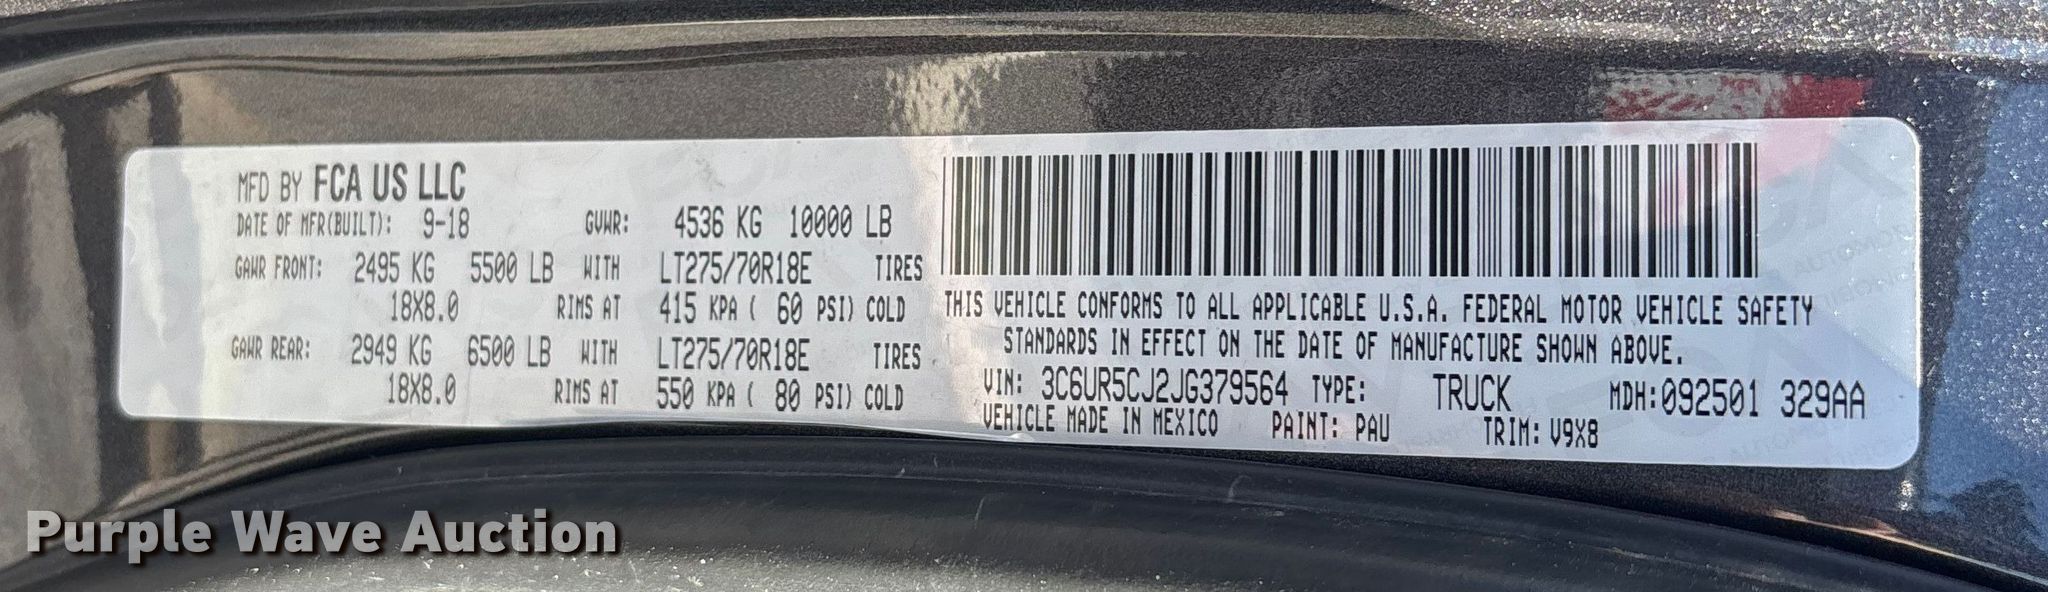 MFD BY FCA US LLC
DATE OF MFR(BUILT): 9-18 GVWR: 4536 KG 10000 LB
GAWR FRONT: 2495 KG 5500 LB WITH LT275/70R18E TIRES
18X8.0 RIMS AT 415 KPA ( 60 PSI) COLD
GAWR REAR: 2949 KG 6500 LB WITH LT275/70R18E TIRES
18X8.0 RIMS AT 550 KPA ( 80 PSI) COLD
THIS VEHICLE CONFORMS TO ALL APPLICABLE U.S.A. FEDERAL MOTOR VEHICLE SAFETY
STANDARDS IN EFFECT ON THE DATE OF MANUFACTURE SHOWN ABOVE.
VIN: 3C6UR5CJ2JG379564 TYPE: TRUCK MDH:092501 329AA
VEHICLE MADE IN MEXICO PAINT: PAU TRIM: V9X8
Purple Wave Auction